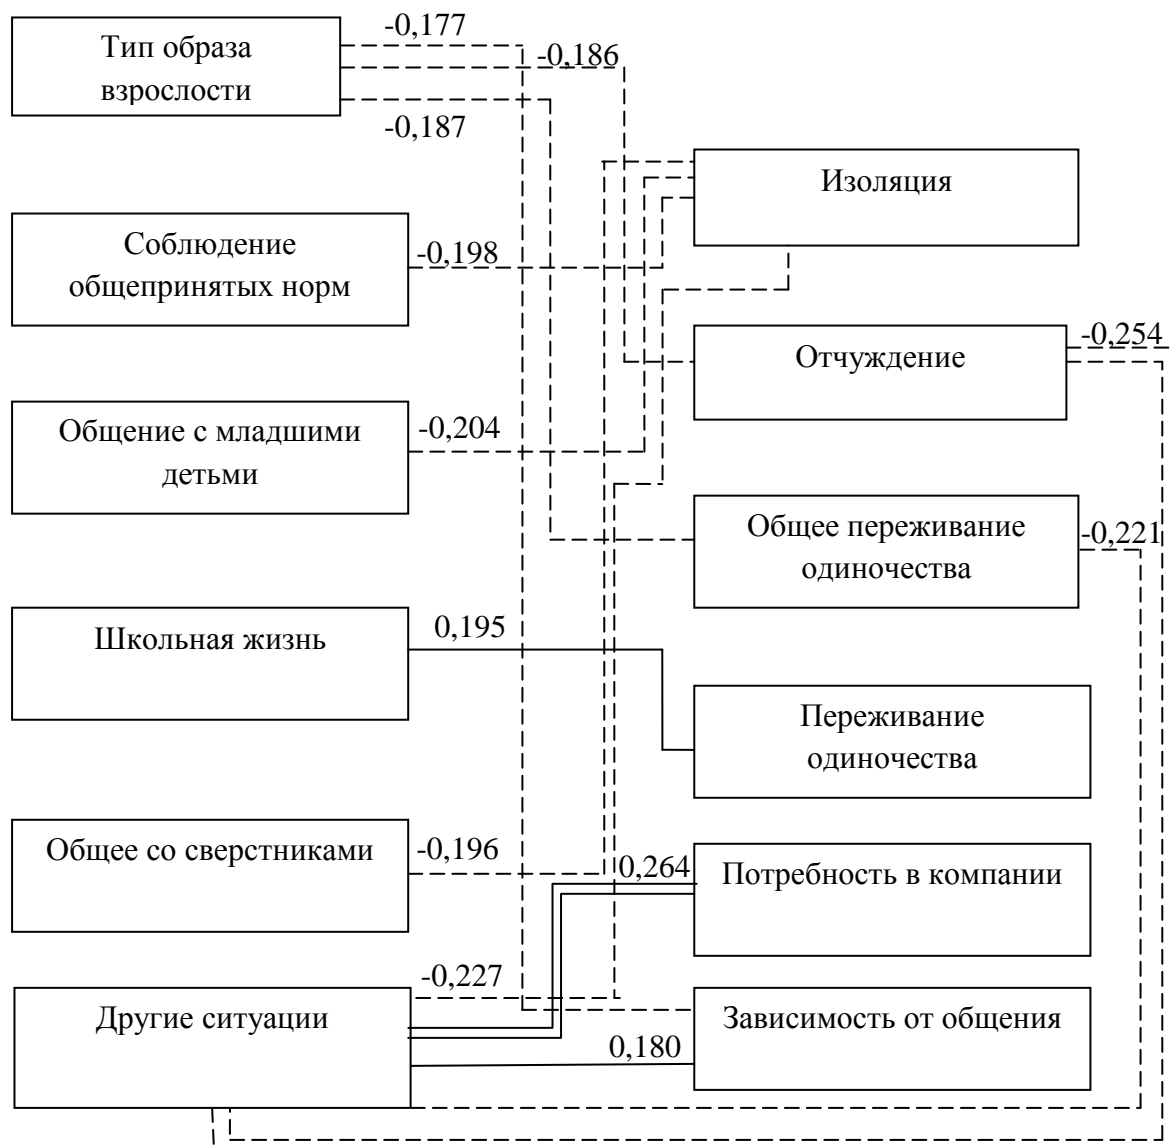 -0,177
Тип образа
взрослости
-0,186
-0,187
Изоляция
Соблюдение
общепринятых норм
-0,198
Отчуждение
-0,254
Общение с младшими
детьми
-0,204
Общее переживание
одиночества
-0,221
Школьная жизнь
0,195
Переживание
одиночества
Общее со сверстниками
-0,196
0,264
Потребность в компании
-0,227
Другие ситуации
Зависимость от общения
0,180